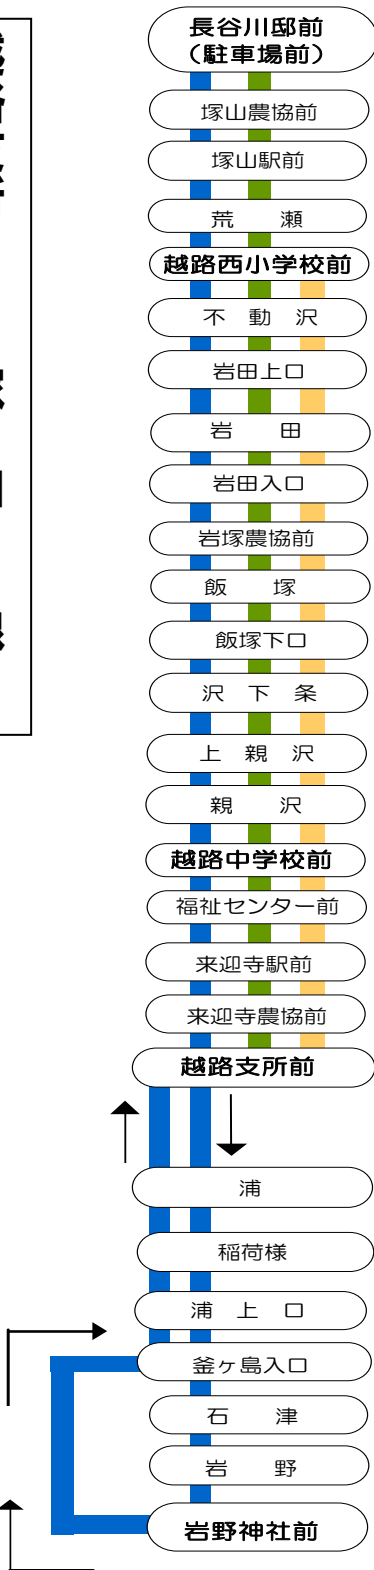 長谷川邸前
（駐車場前）
塚山農協前
塚山駅前
荒　瀬
越路西小学校前
不　動　沢
岩田上口
岩　田
岩田入口
岩塚農協前
飯　塚
飯塚下口
沢　下　条
上　親　沢
親　沢
越路中学校前
福祉センター前
来迎寺駅前
来迎寺農協前
越路支所前
浦
稲荷様
浦　上　口
釜ヶ島入口
石　津
岩　野
岩野神社前